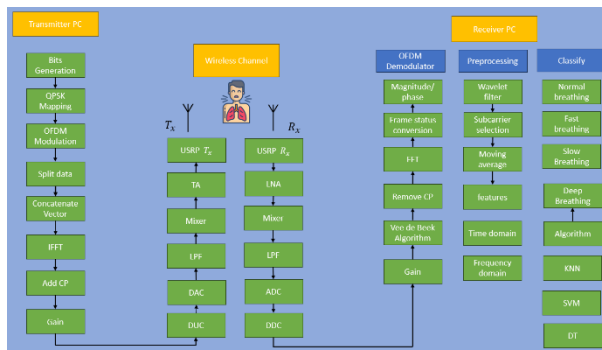 Transmitter PC
Bits
Generation
QPSK
Mapping
OFDM
Modulation
Split data
Concatenate
Vector
IFFT
Add CP
Gain
Wireless Channel
Tx
Rx
USRP Tx
TA
Mixer
LPF
DAC
DUC
USRP Rx
LNA
Mixer
LPF
ADC
DDC
Receiver PC
OFDM
Demodulator
Magnitude/
phase
Frame status
conversion
FFT
Remove CP
Vee de Beek
Algorithm
Gain
Preprocessing
Wavelet
filter
Subcarrier
selection
Moving
average
features
Time domain
Frequency
domain
Classify
Normal
breathing
Fast
breathing
Slow
Breathing
Deep
Breathing
Algorithm
KNN
SVM
DT